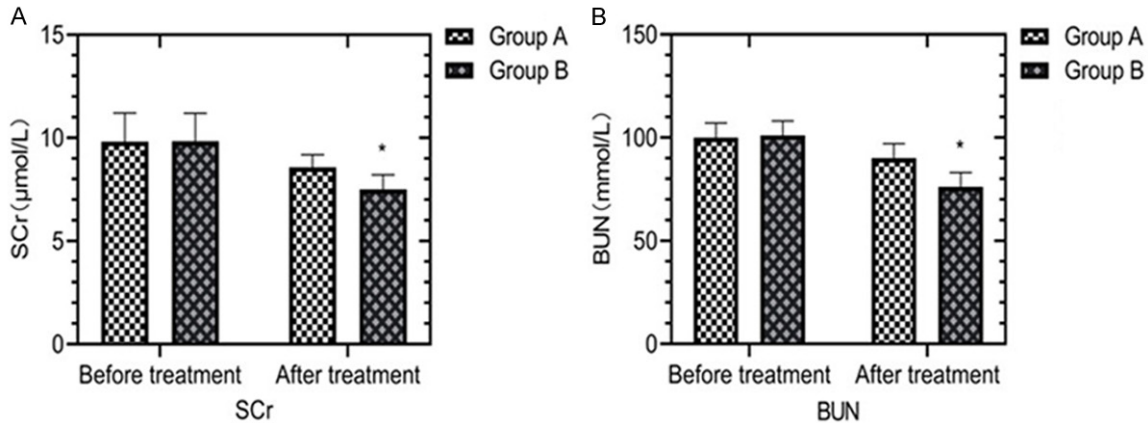 A
15
10
5
0
SCr(μmol/L)
*
Before treatment
After treatment
SCr
Group A
Group B
B
150
100
50
0
BUN(mmol/L)
*
Before treatment
After treatment
BUN
Group A
Group B